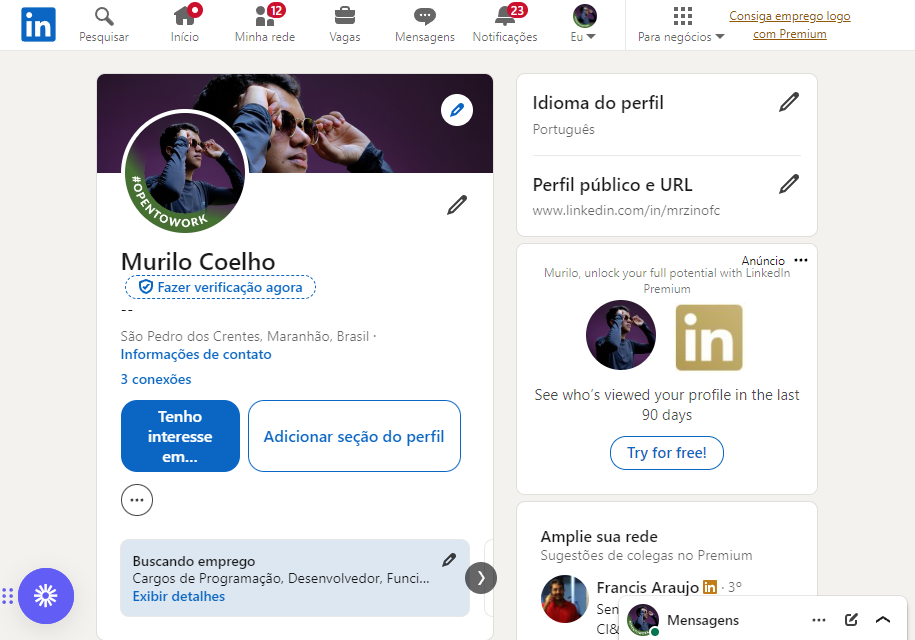 in
Pesquisar
Início
12
Minha rede
Vagas
Mensagens
23
Notificações
Eu
Para negócios
Consiga emprego logo
com Premium
#OPENTOWORK
Murilo Coelho
Fazer verificação agora
--
São Pedro dos Crentes, Maranhão, Brasil ·
Informações de contato
3 conexões
Tenho
interesse
em...
Adicionar seção do perfil
Buscando emprego
Cargos de Programação, Desenvolvedor, Funci...
Exibir detalhes
Idioma do perfil
Português
Perfil público e URL
www.linkedin.com/in/mrzinofc
Anúncio
Murilo, unlock your full potential with LinkedIn
Premium
in
See who's viewed your profile in the last
90 days
Try for free!
Amplie sua rede
Sugestões de colegas no Premium
Francis Araujo in · 3º
Sen
CI&
Mensagens